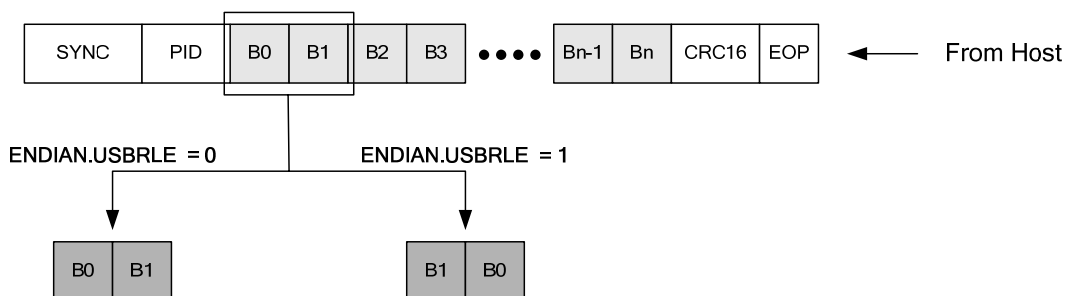 SYNC PID B0 B1 B2 B3 •••• Bn-1 Bn CRC16 EOP From Host
ENDIAN.USBRLE = 0 ENDIAN.USBRLE = 1
B0 B1 B1 B0